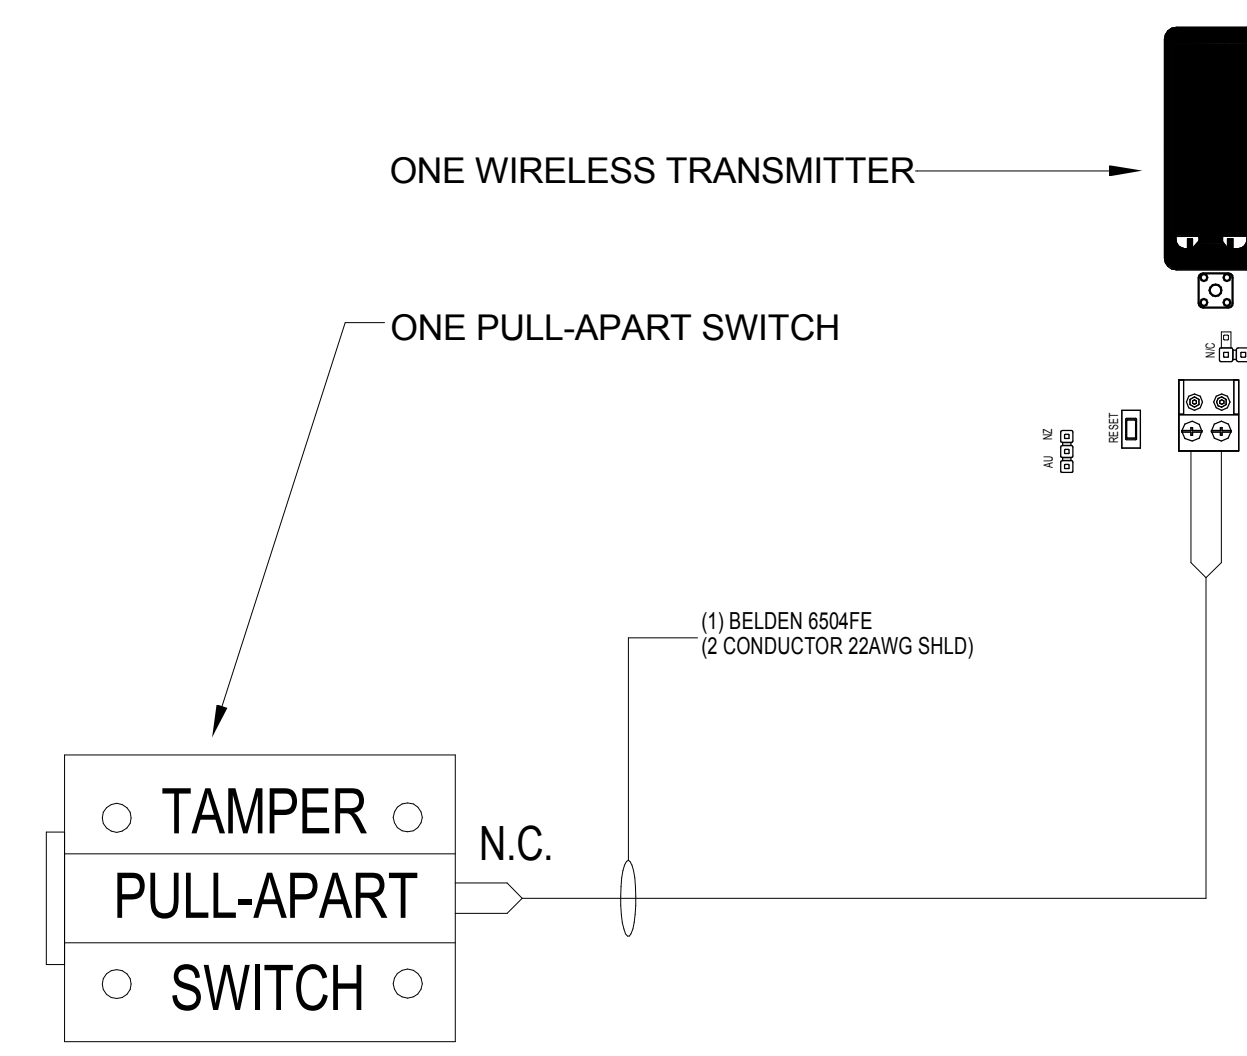 ONE WIRELESS TRANSMITTER
ONE PULL-APART SWITCH
N/C
RESET
AU NZ
(1) BELDEN 6504FE
(2 CONDUCTOR 22AWG SHLD)
TAMPER
N.C.
PULL-APART
SWITCH